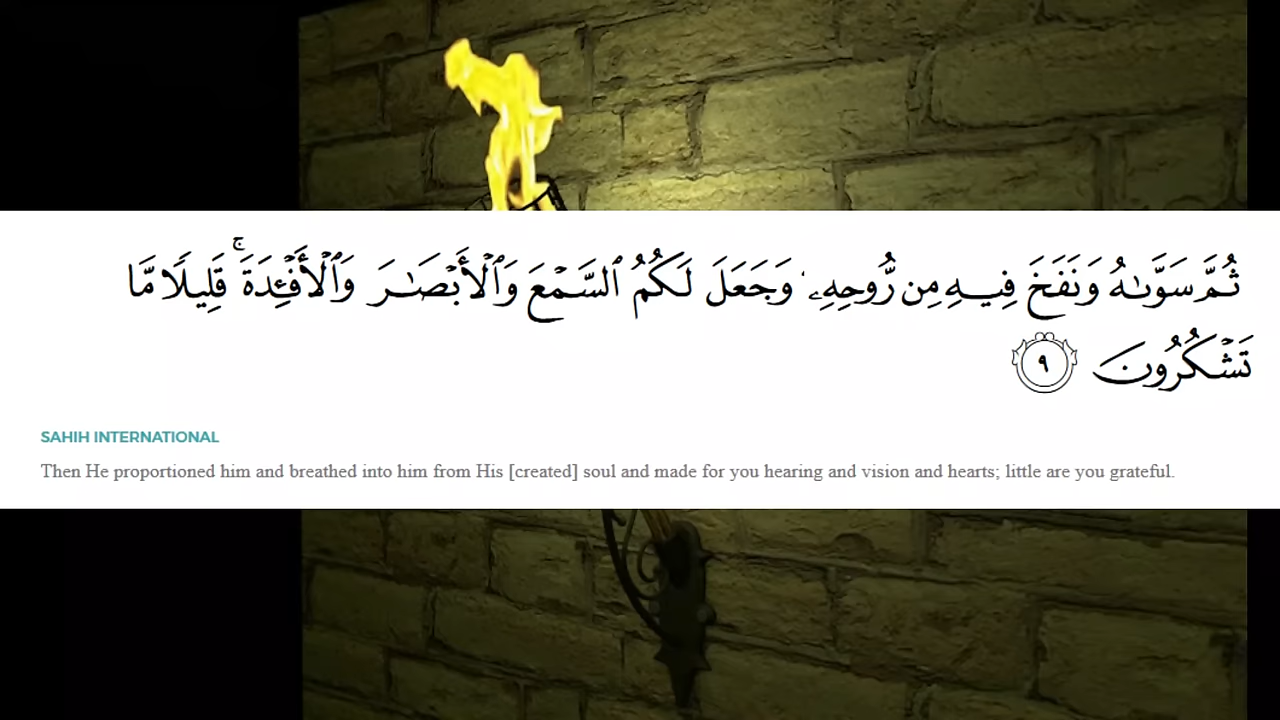 ثُمَّ سَوَّىٰهُ وَنَفَخَ فِيهِ مِن رُّوحِهِۦ ۖ وَجَعَلَ لَكُمُ ٱلسَّمْعَ وَٱلْأَبْصَـٰرَ وَٱلْأَفْـِٔدَةَ ۚ قَلِيلًا مَّا
تَشْكُرُونَ ٩
SAHIH INTERNATIONAL
Then He proportioned him and breathed into him from His [created] soul and made for you hearing and vision and hearts; little are you grateful.